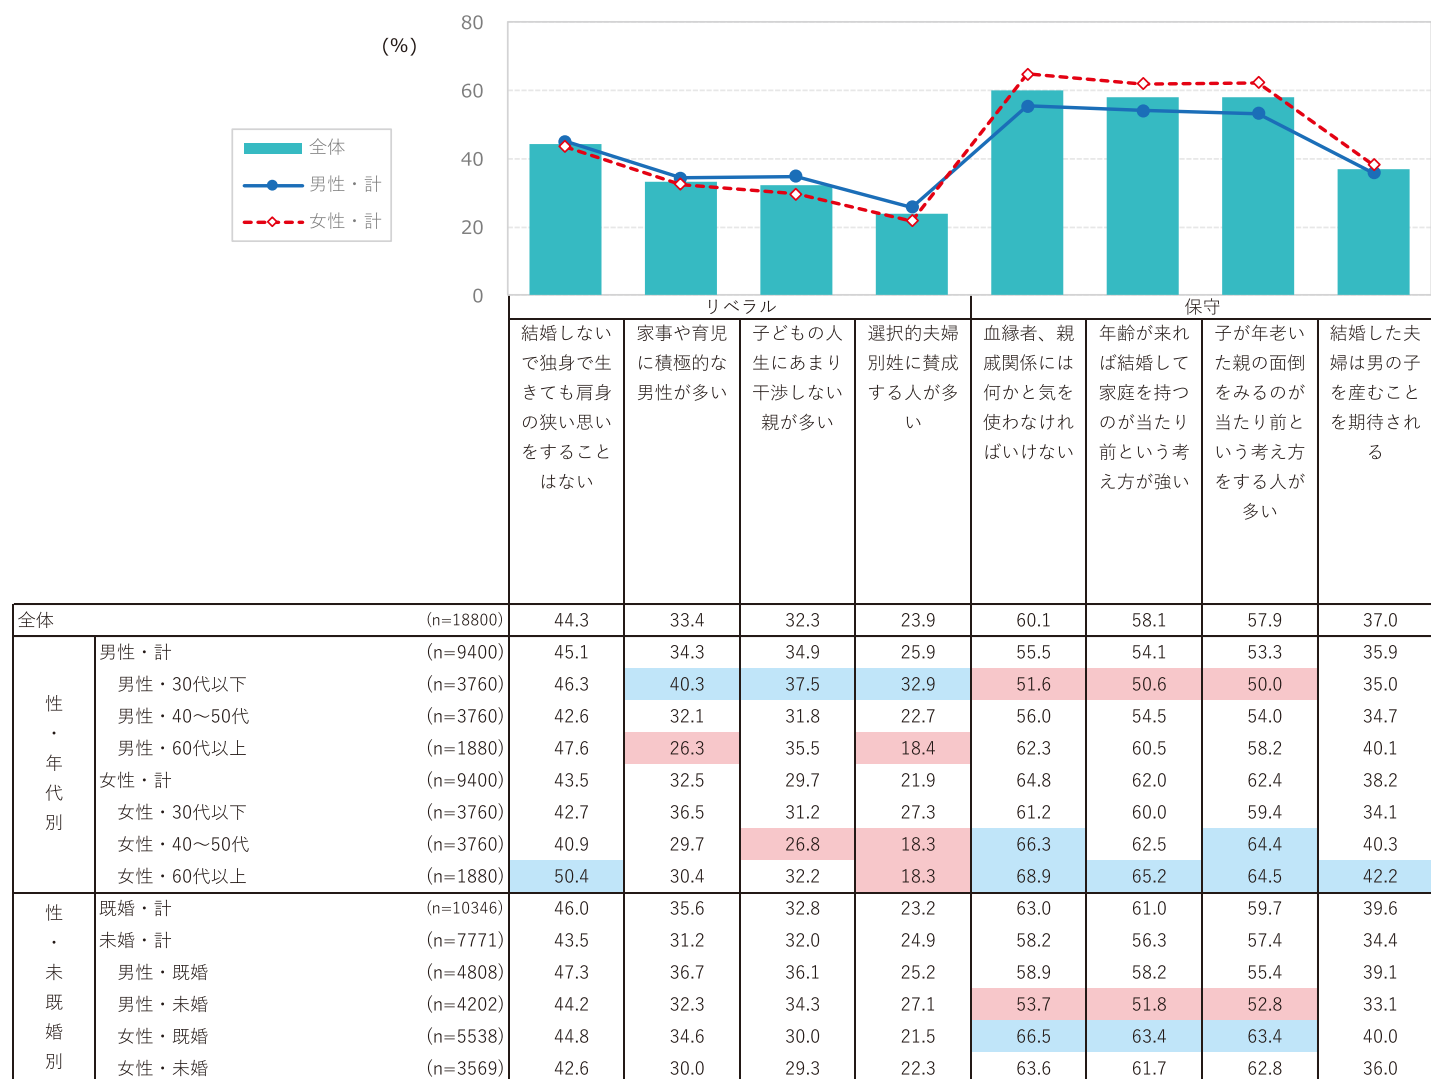 (%)
80
60
40
20
0
全体
男性・計
女性・計
リベラル
保守
結婚しない
で独身で生
きても肩身
の狭い思い
をすること
はない
家事や育児
に積極的な
男性が多い
子どもの人
生にあまり
干渉しない
親が多い
選択的夫婦
別姓に賛成
する人が多
い
血縁者、親
戚関係には
何かと気を
使わなけれ
ばいけない
年齢が来れ
ば結婚して
家庭を持つ
のが当たり
前という考
え方が強い
子が年老い
た親の面倒
をみるのが
当たり前と
いう考え方
をする人が
多い
結婚した夫
婦は男の子
を産むこと
を期待され
る
全体 (n=18800) 44.3 33.4 32.3 23.9 60.1 58.1 57.9 37.0
性・年代別
男性・計 (n=9400) 45.1 34.3 34.9 25.9 55.5 54.1 53.3 35.9
男性・30代以下 (n=3760) 46.3 40.3 37.5 32.9 51.6 50.6 50.0 35.0
男性・40〜50代 (n=3760) 42.6 32.1 31.8 22.7 56.0 54.5 54.0 34.7
男性・60代以上 (n=1880) 47.6 26.3 35.5 18.4 62.3 60.5 58.2 40.1
女性・計 (n=9400) 43.5 32.5 29.7 21.9 64.8 62.0 62.4 38.2
女性・30代以下 (n=3760) 42.7 36.5 31.2 27.3 61.2 60.0 59.4 34.1
女性・40〜50代 (n=3760) 40.9 29.7 26.8 18.3 66.3 62.5 64.4 40.3
女性・60代以上 (n=1880) 50.4 30.4 32.2 18.3 68.9 65.2 64.5 42.2
性・未既婚別
既婚・計 (n=10346) 46.0 35.6 32.8 23.2 63.0 61.0 59.7 39.6
未婚・計 (n=7771) 43.5 31.2 32.0 24.9 58.2 56.3 57.4 34.4
男性・既婚 (n=4808) 47.3 36.7 36.1 25.2 58.9 58.2 55.4 39.1
男性・未婚 (n=4202) 44.2 32.3 34.3 27.1 53.7 51.8 52.8 33.1
女性・既婚 (n=5538) 44.8 34.6 30.0 21.5 66.5 63.4 63.4 40.0
女性・未婚 (n=3569) 42.6 30.0 29.3 22.3 63.6 61.7 62.8 36.0